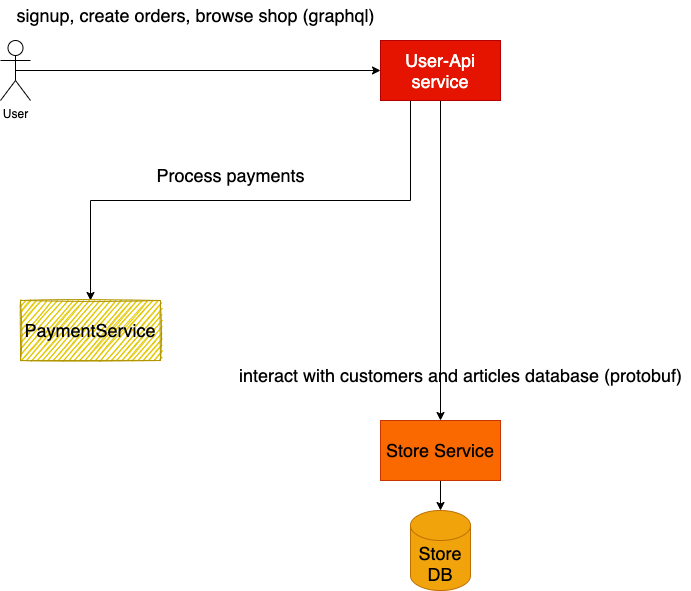 signup, create orders, browse shop (graphql)
User-Api
service
User
Process payments
PaymentService
interact with customers and articles database (protobuf)
Store Service
Store
DB